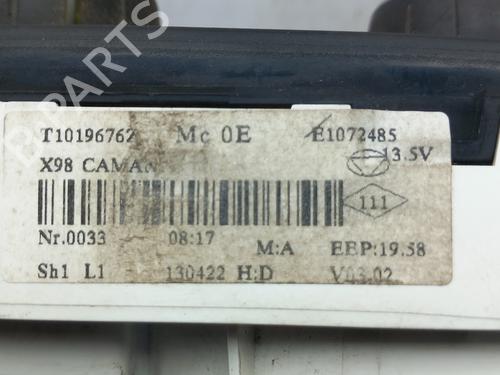 T10196762 Mc 0E E1072485
X98 13.5V
111
Nr.0033 08:17 M:A EEP:19.58
Sh1 L1 130422 H:D V03.02
B-PARTS